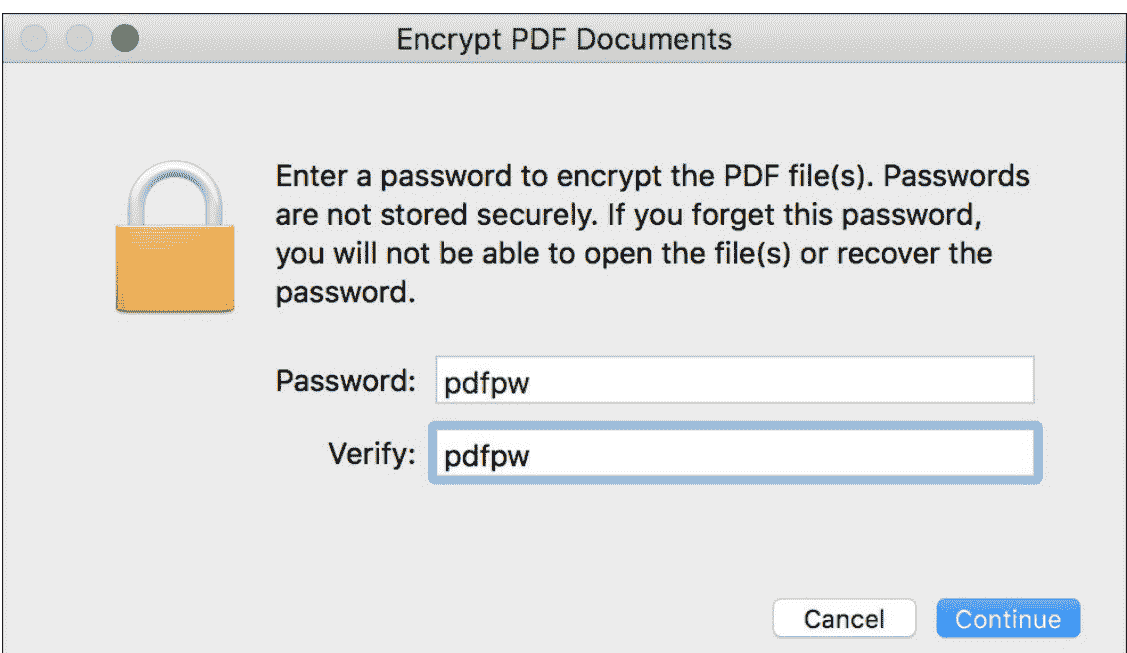 Encrypt PDF Documents
Enter a password to encrypt the PDF file(s). Passwords
are not stored securely. If you forget this password,
you will not be able to open the file(s) or recover the
password.
Password: pdfpw
Verify: pdfpw
Cancel Continue